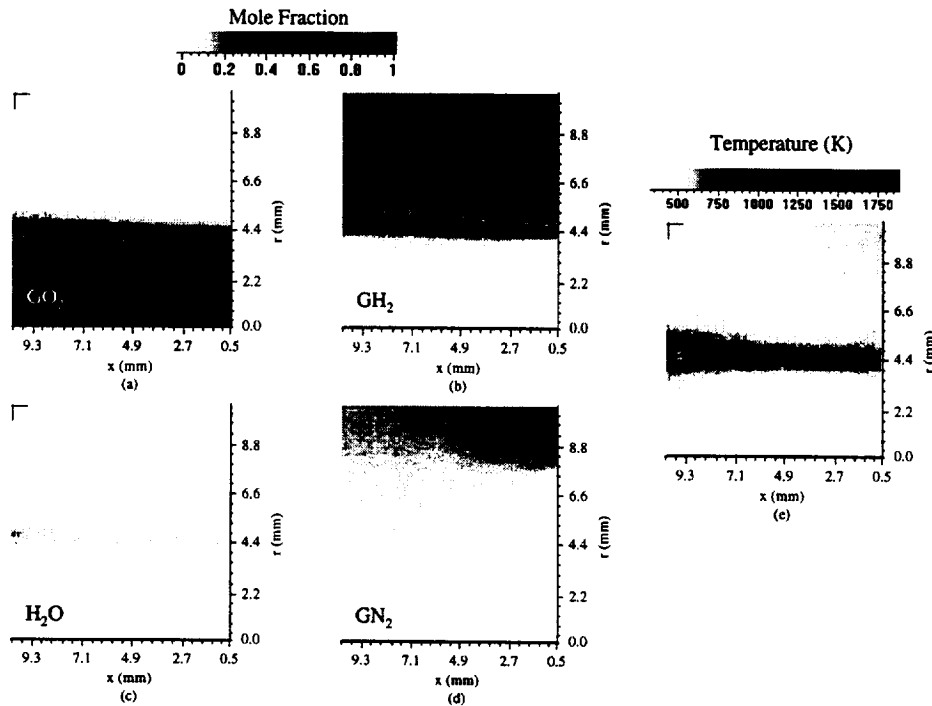 Mole Fraction
0 0.2 0.4 0.6 0.8 1
8.8
6.6
4.4
2.2
0.0
r (mm)
GO2
9.3 7.1 4.9 2.7 0.5
x (mm)
(a)
8.8
6.6
4.4
2.2
0.0
r (mm)
GH2
9.3 7.1 4.9 2.7 0.5
x (mm)
(b)
Temperature (K)
500 750 1000 1250 1500 1750
8.8
6.6
4.4
2.2
0.0
r (mm)
9.3 7.1 4.9 2.7 0.5
x (mm)
(e)
8.8
6.6
4.4
2.2
0.0
r (mm)
H2O
9.3 7.1 4.9 2.7 0.5
x (mm)
(c)
8.8
6.6
4.4
2.2
0.0
r (mm)
GN2
9.3 7.1 4.9 2.7 0.5
x (mm)
(d)